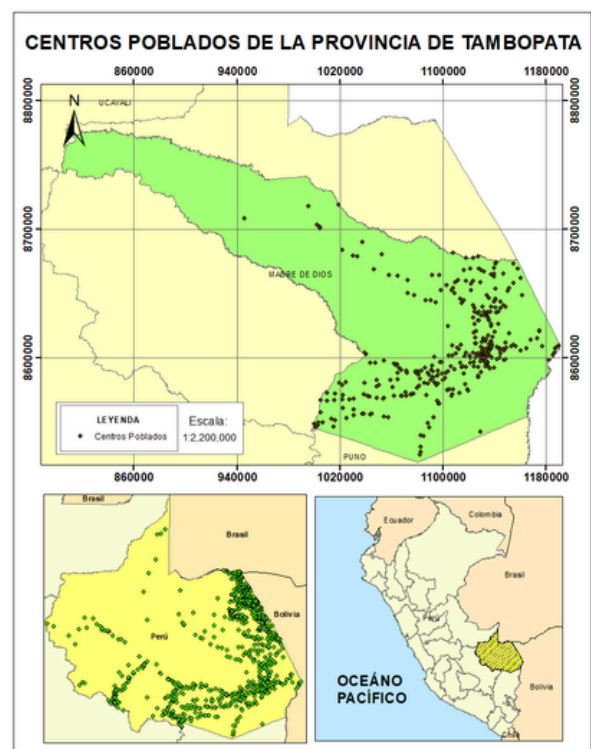 CENTROS POBLADOS DE LA PROVINCIA DE TAMBOPATA
860000 940000 1020000 1100000 1180000
8800000 8800000
N
UCAYALI
8700000 8700000
MADRE DE DIOS
8600000 8600000
LEYENDA
Centros Poblados
Escala:
1:2,200,000
PUNO
860000 940000 1020000 1100000 1180000
Brasil
Brasil
Bolivia
Perú
Ecuador
Colombia
Brasil
Perú
OCEÁNO
PACÍFICO
Bolivia
Chile